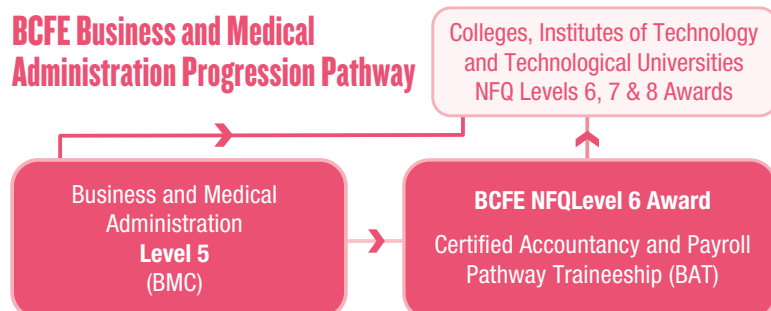 BCFE Business and Medical
Administration Progression Pathway
Colleges, Institutes of Technology
and Technological Universities
NFQ Levels 6, 7 & 8 Awards
Business and Medical
Administration
Level 5
(BMC)
BCFE NFQLevel 6 Award
Certified Accountancy and Payroll
Pathway Traineeship (BAT)